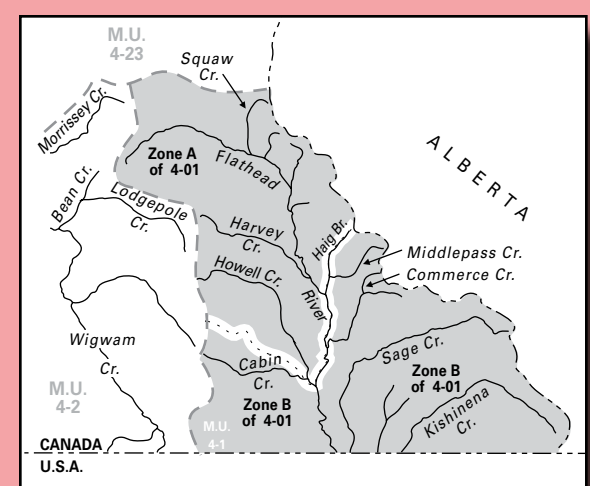 M.U.
4-23
Squaw
Cr.
Morrissey Cr.
ALBERTA
Zone A
of 4-01
Flathead
Bean Cr.
Lodgepole
Cr.
Harvey
Cr.
Haig Br.
Middlepass Cr.
Howell Cr.
Commerce Cr.
River
Wigwam
Cr.
Sage Cr.
Cabin
Cr.
Zone B
of 4-01
M.U.
4-2
Zone B
of 4-01
Kishinena
Cr.
M.U.
4-1
CANADA
U.S.A.